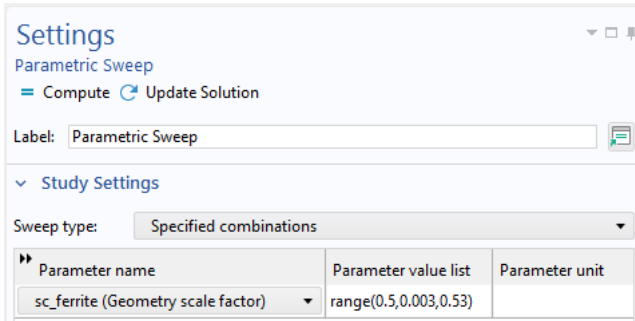 Settings
Parametric Sweep
= Compute Update Solution
Label: Parametric Sweep
Study Settings
Sweep type: Specified combinations
Parameter name Parameter value list Parameter unit
sc_ferrite (Geometry scale factor) range(0.5,0.003,0.53)